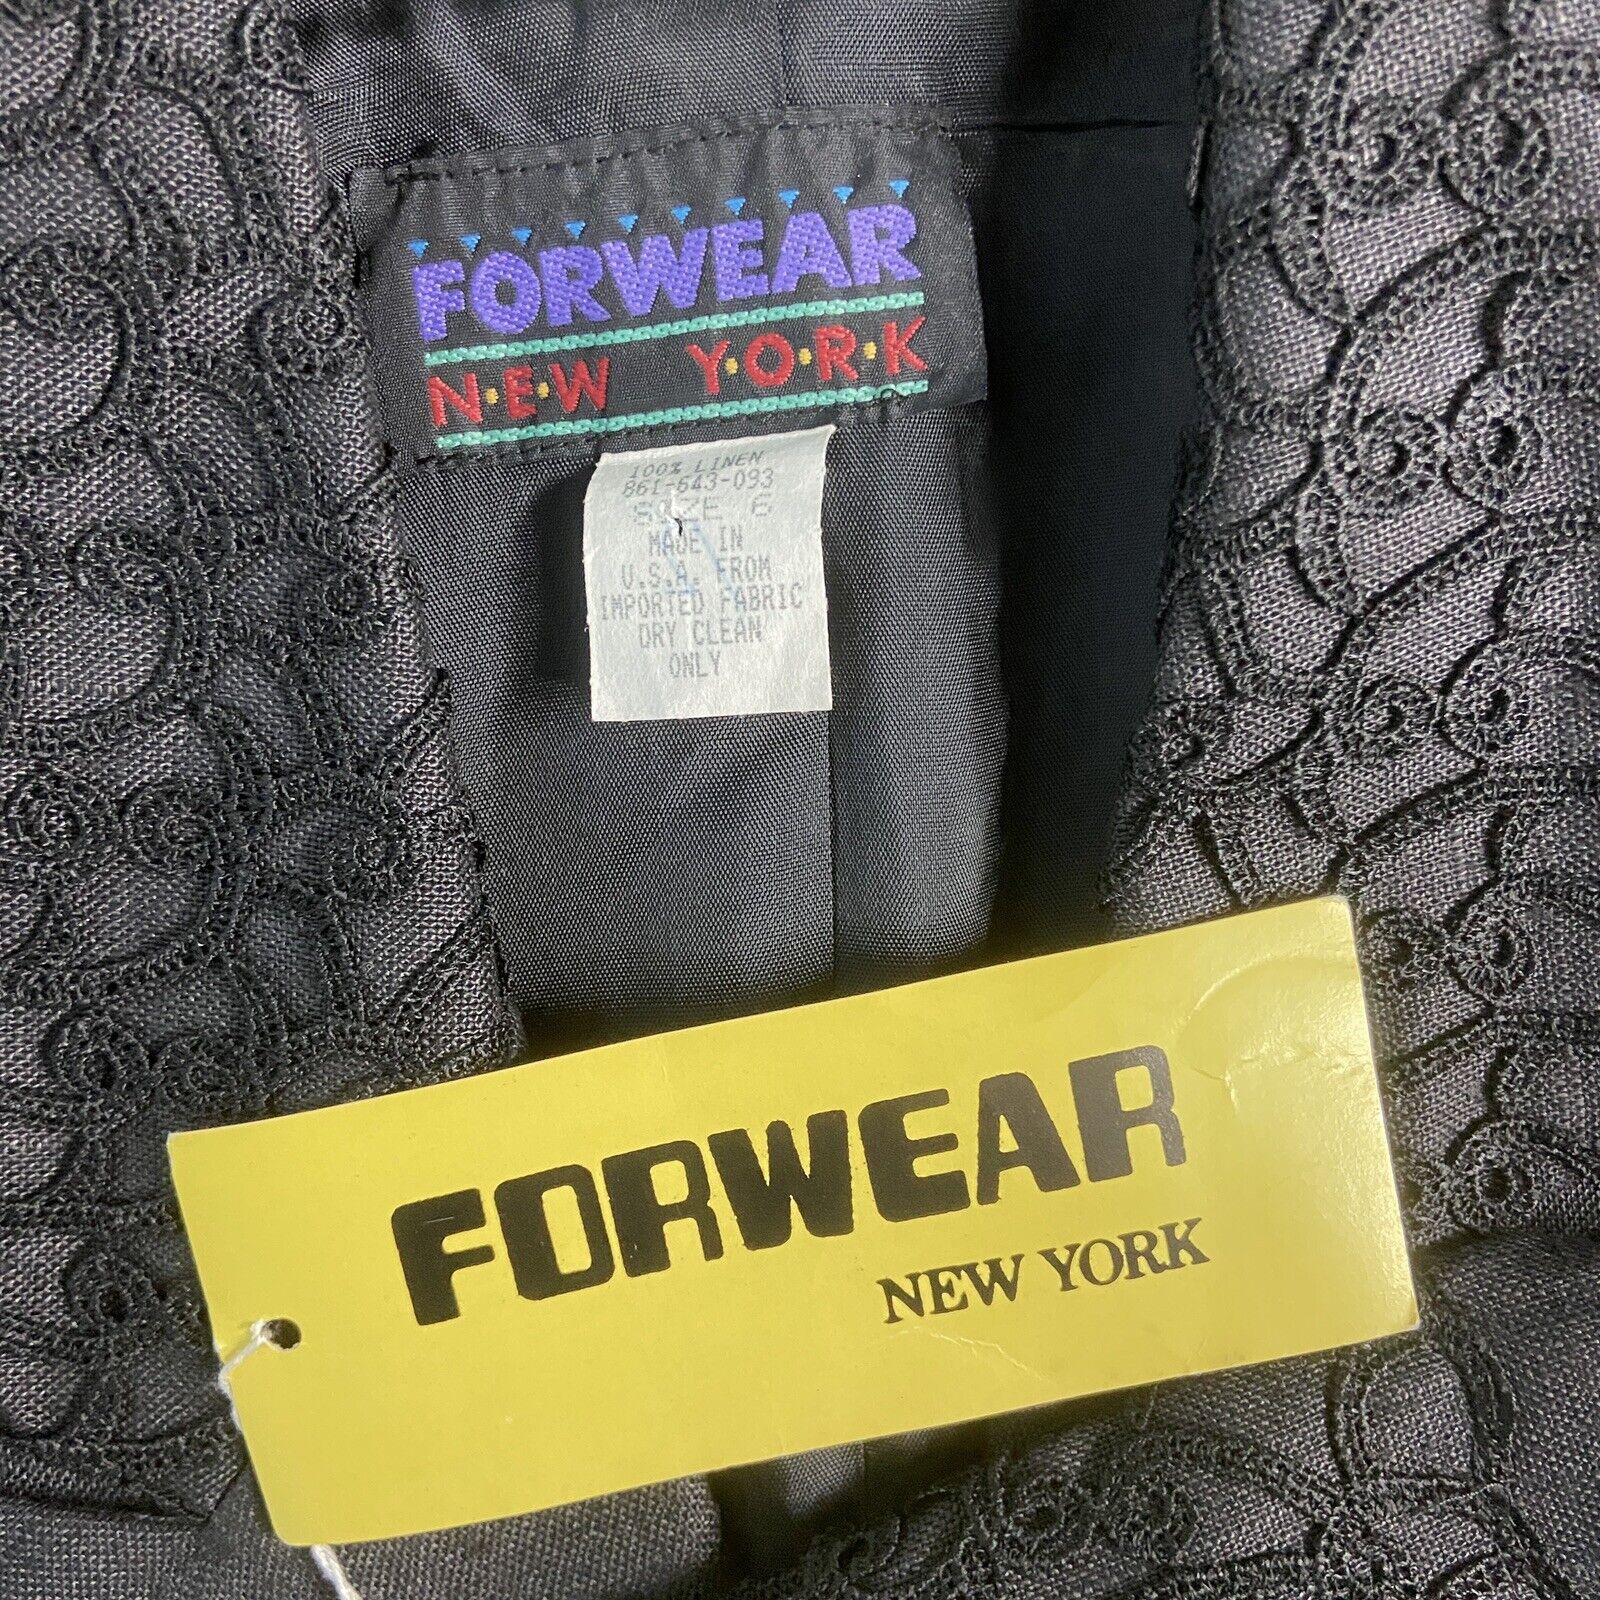 FORWEAR
N·E·W Y·O·R·K
100% LINEN
861-643-093
SIZE 6
MADE IN
U.S.A. FROM
IMPORTED FABRIC
DRY CLEAN
ONLY
FORWEAR
NEW YORK